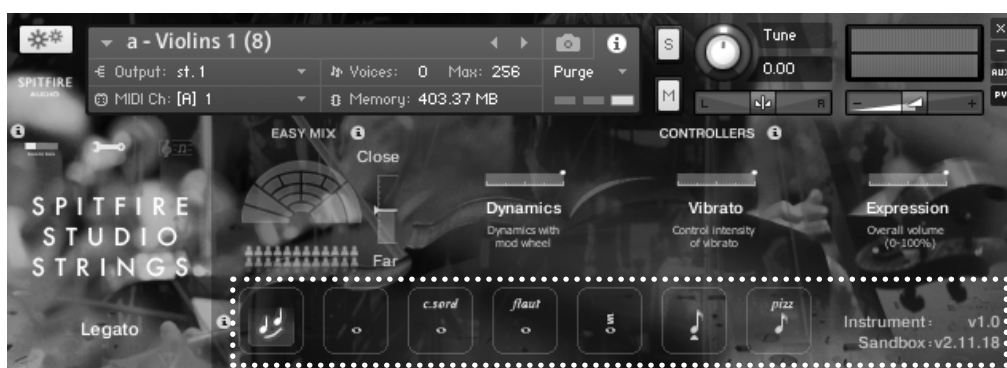 a - Violins 1 (8)
S
Tune
X
SPITFIRE
AUDIO
Output: st. 1
Voices: 0 Max: 256
Purge
0.00
AUX
MIDI Ch: [A] 1
Memory: 403.37 MB
M
L
R
-
+
PV
EASY MIX
CONTROLLERS
Close
SPITFIRE
STUDIO
STRINGS
Dynamics
Vibrato
Expression
Dynamics with
mod wheel
Control intensity
of vibrato
Overall volume
(0-100%)
Far
c.sord
flaut
pizz
Legato
Instrument: v1.0
Sandbox: v2.11.18